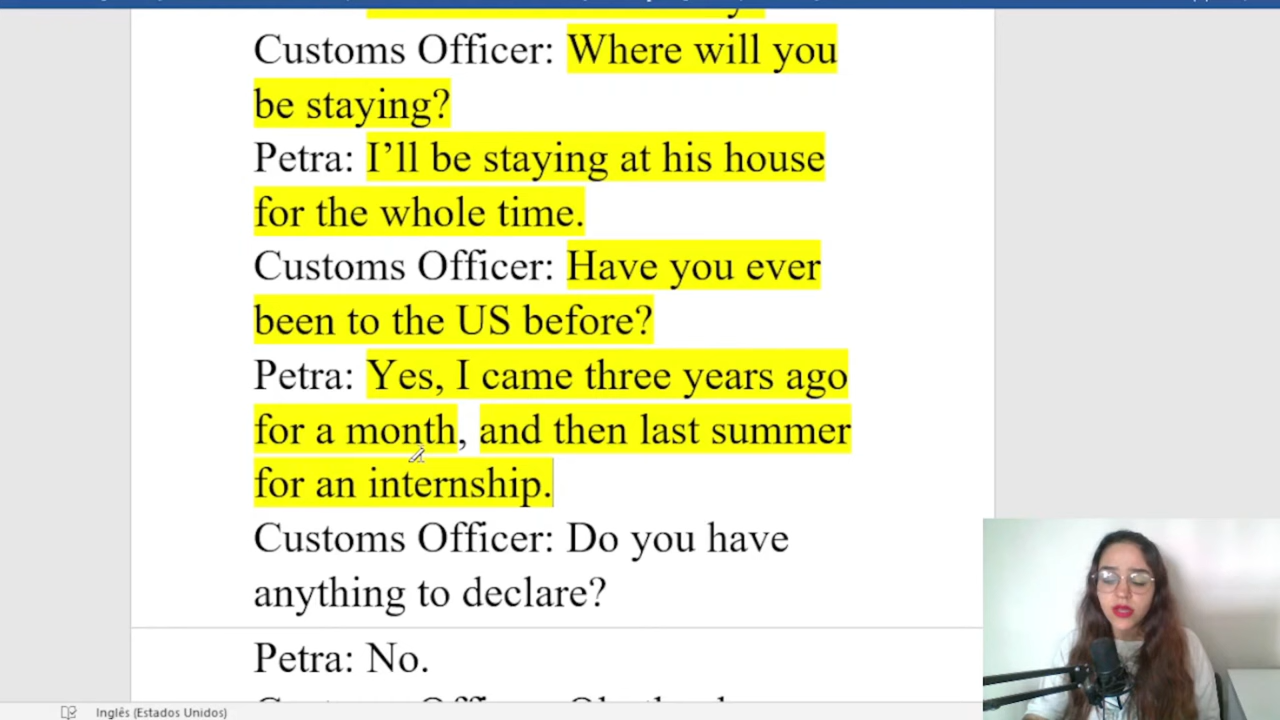 Customs Officer: Where will you
be staying?
Petra: I’ll be staying at his house
for the whole time.
Customs Officer: Have you ever
been to the US before?
Petra: Yes, I came three years ago
for a month, and then last summer
for an internship.
Customs Officer: Do you have
anything to declare?
Petra: No.
Inglês (Estados Unidos)